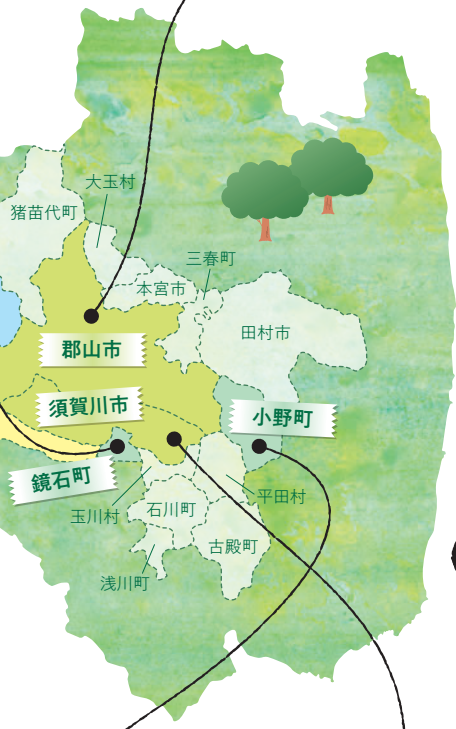 大玉村
猪苗代町
三春町
本宮市
田村市
郡山市
須賀川市
小野町
鏡石町
平田村
玉川村
石川町
古殿町
浅川町